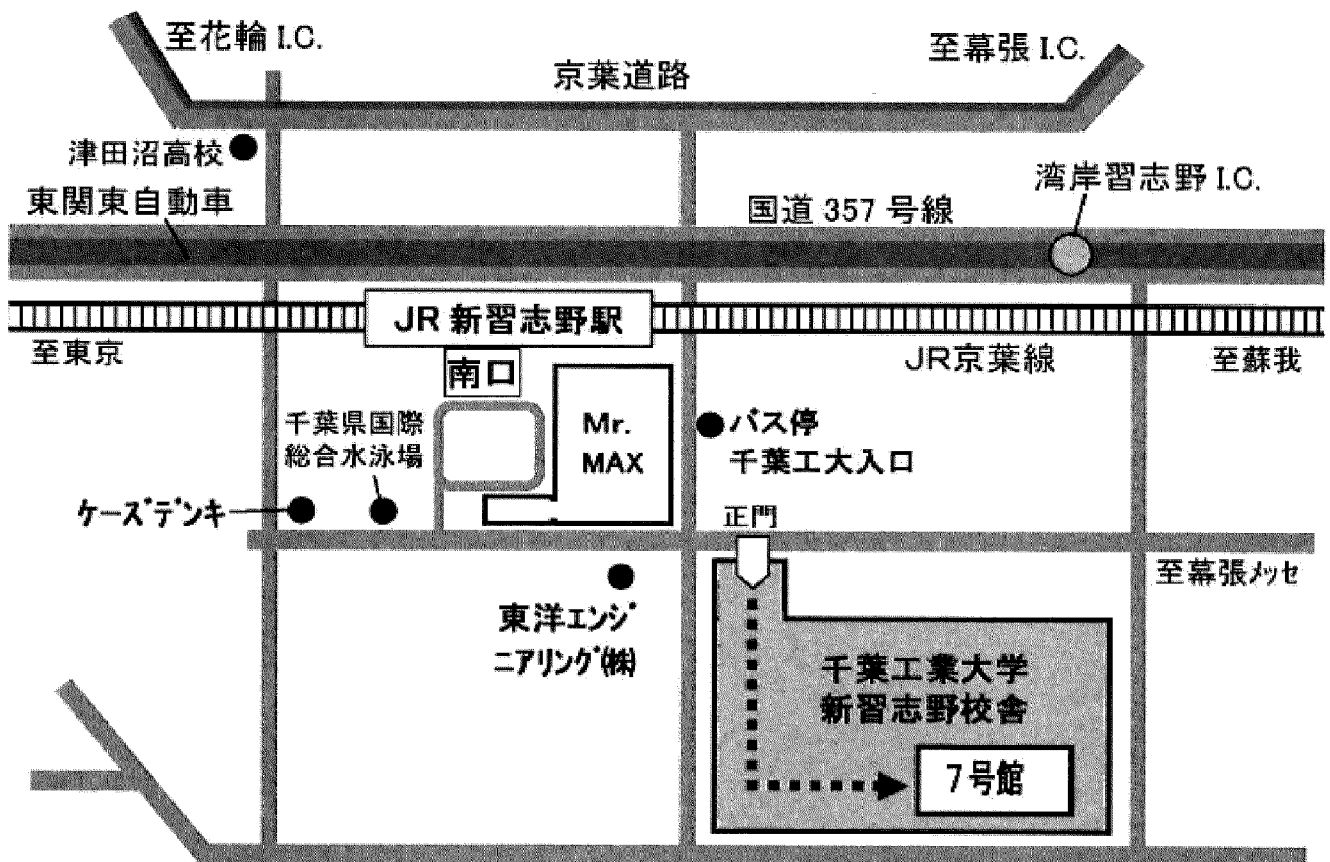 至花輪 I.C.
至幕張 I.C.
京葉道路
津田沼高校
湾岸習志野 I.C.
東関東自動車
国道 357 号線
JR 新習志野駅
至東京
JR京葉線
至蘇我
南口
千葉県国際
総合水泳場
Mr.
MAX
バス停
千葉工大入口
ケーズデンキ
正門
至幕張メッセ
東洋エンジ
ニアリング(株)
千葉工業大学
新習志野校舎
7号館